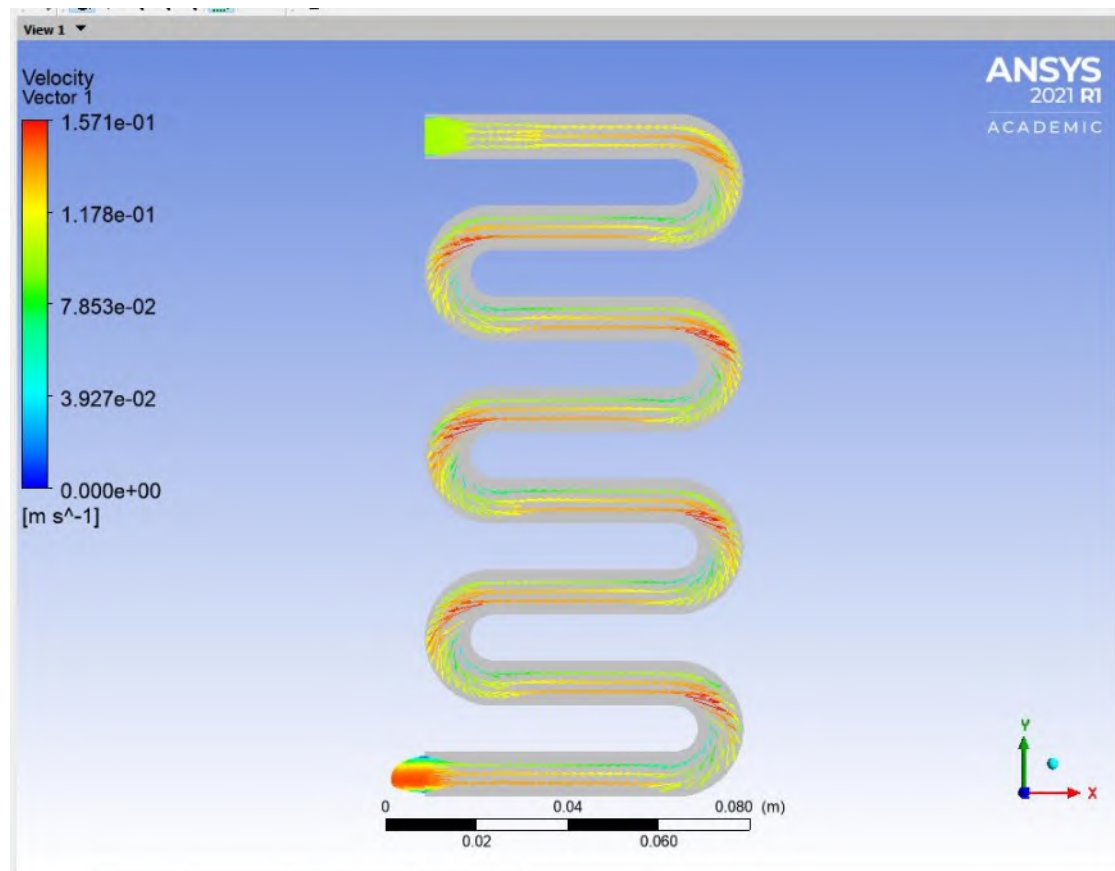 View 1
Velocity
Vector 1
1.571e-01
1.178e-01
7.853e-02
3.927e-02
0.000e+00
[m s^-1]
ANSYS
2021 R1
ACADEMIC
Y
X
0 0.04 0.080 (m)
0.02 0.060